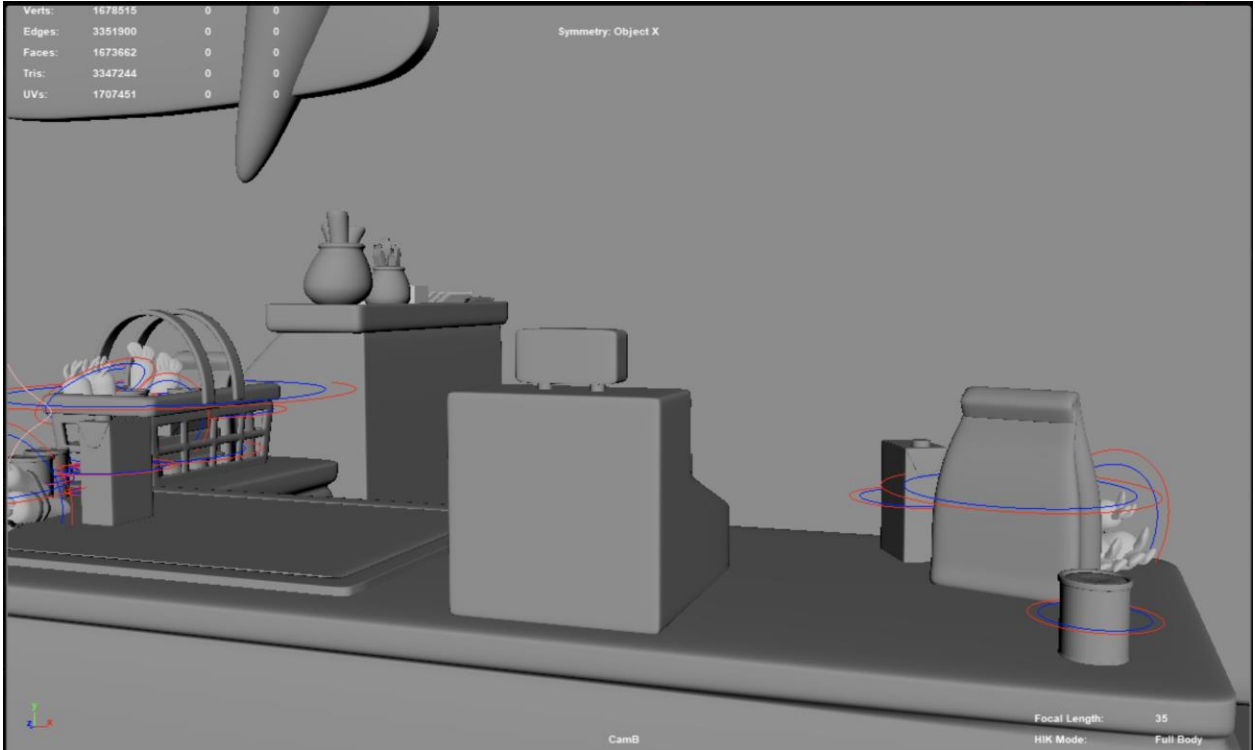 Verts: 1678515 0 0
Edges: 3351900 0 0
Faces: 1673662 0 0
Tris: 3347244 0 0
UVs: 1707451 0 0
Symmetry: Object X
y
z x
Focal Length: 35
CamB
HIK Mode: Full Body